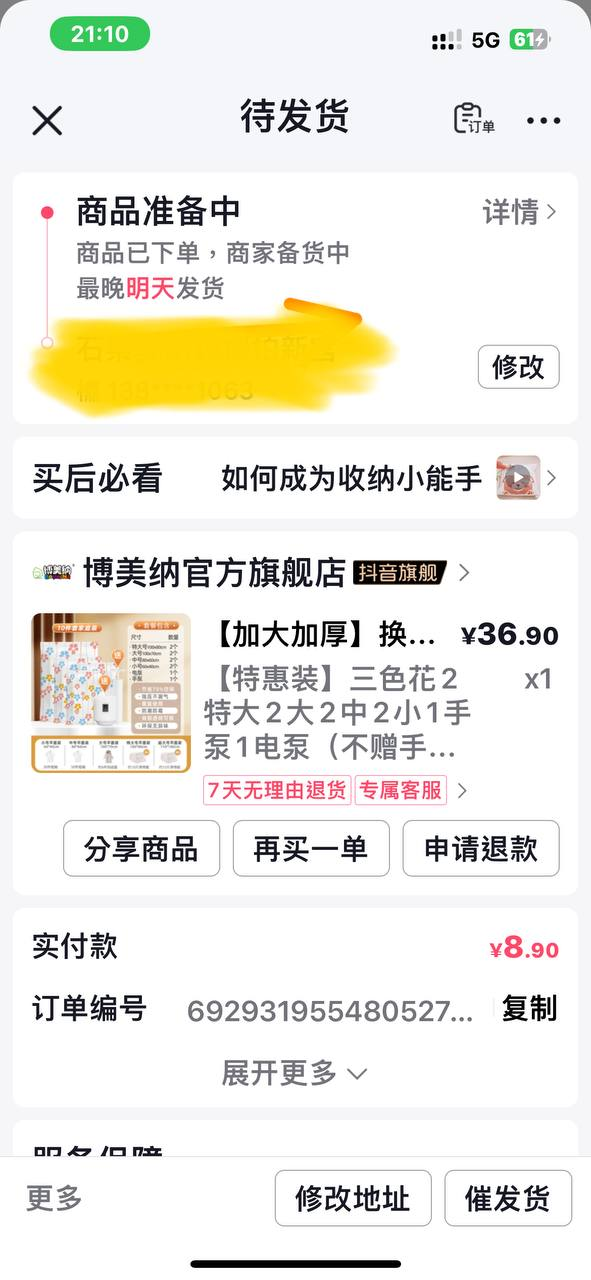 21:10
5G 61
待发货
订单
商品准备中
详情
商品已下单，商家备货中
最晚明天发货
修改
买后必看
如何成为收纳小能手
博美纳 博美纳官方旗舰店 抖音旗舰
【加大加厚】换... ¥36.90
【特惠装】三色花2 x1
特大2大2中2小1手
泵1电泵（不赠手...
7天无理由退货 专属客服
分享商品 再买一单 申请退款
实付款 ¥8.90
订单编号 692931955480527... 复制
展开更多
服务保障
更多 修改地址 催发货